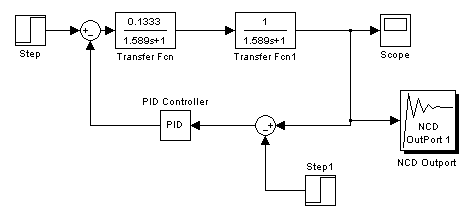 0.1333
1.589s+1
1
1.589s+1
+
_
Step
Transfer Fcn
Transfer Fcn1
Scope
PID Controller
PID
_
+
NCD
OutPort 1
NCD Outport
Step1